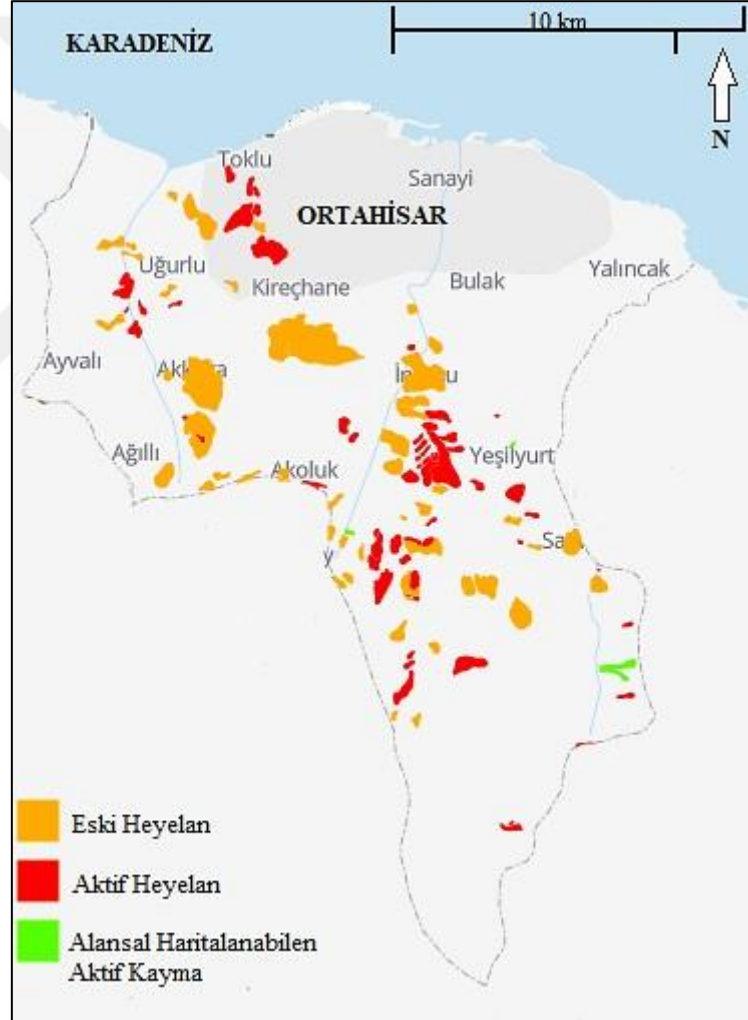 10 km
KARADENİZ
N
Toklu
Sanayi
ORTAHİSAR
Uğurlu
Yalıncak
Kireçhane
Bulak
Ayvalı
Ağıllı
Yeşilyurt
Akoluk
Eski Heyelan
Aktif Heyelan
Alansal Haritalanabilen
Aktif Kayma